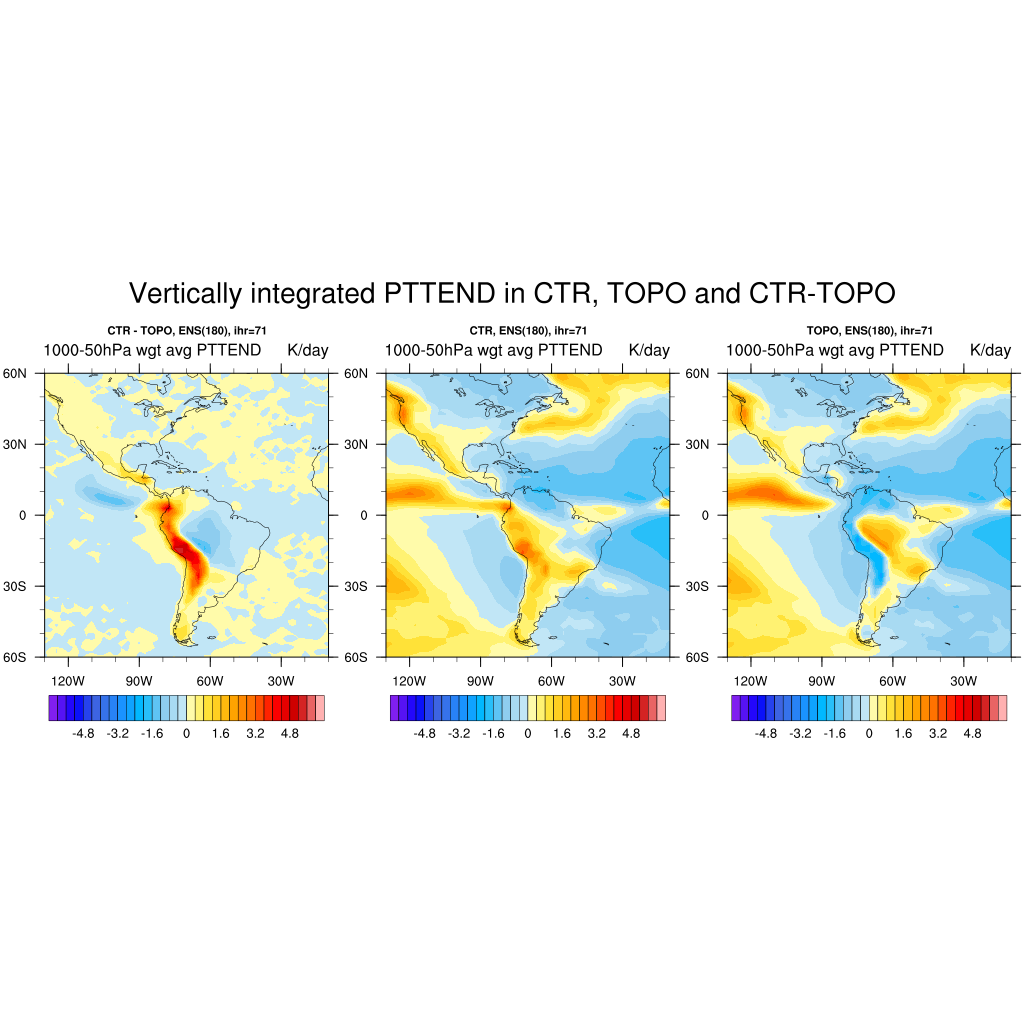 Vertically integrated PTTEND in CTR, TOPO and CTR-TOPO
CTR - TOPO, ENS(180), ihr=71
1000-50hPa wgt avg PTTEND K/day
60N
30N
0
30S
60S
120W 90W 60W 30W
-4.8 -3.2 -1.6 0 1.6 3.2 4.8
CTR, ENS(180), ihr=71
1000-50hPa wgt avg PTTEND K/day
60N
30N
0
30S
60S
120W 90W 60W 30W
-4.8 -3.2 -1.6 0 1.6 3.2 4.8
TOPO, ENS(180), ihr=71
1000-50hPa wgt avg PTTEND K/day
60N
30N
0
30S
60S
120W 90W 60W 30W
-4.8 -3.2 -1.6 0 1.6 3.2 4.8